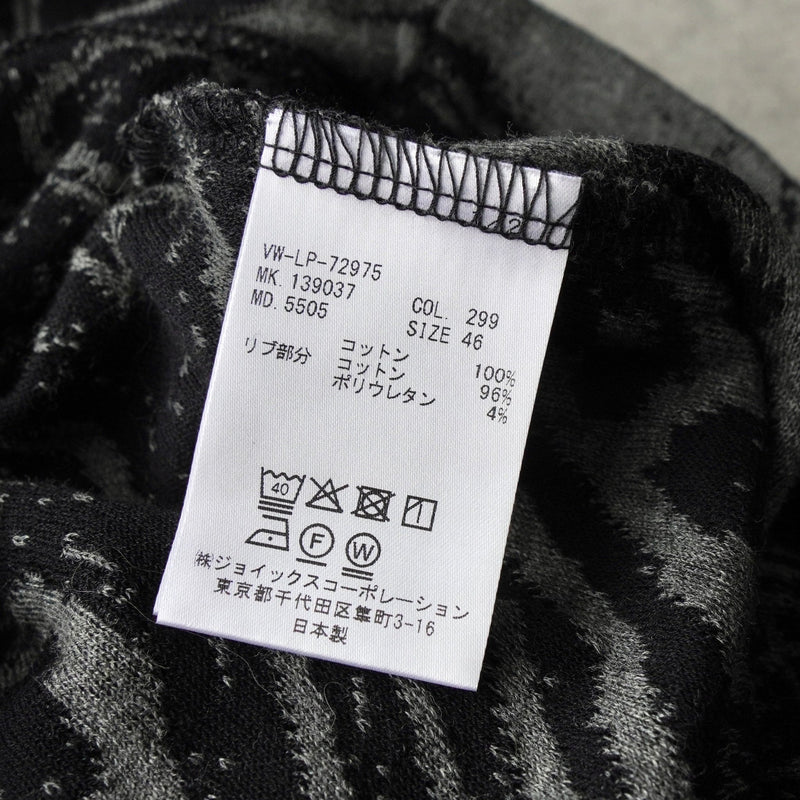 2
VW-LP-72975
MK. 139037
MD. 5505
COL. 299
SIZE 46
コットン 100%
リブ部分 コットン 96%
ポリウレタン 4%
40
F W
㈱ジョイックスコーポレーション
東京都千代田区隼町3-16
日本製